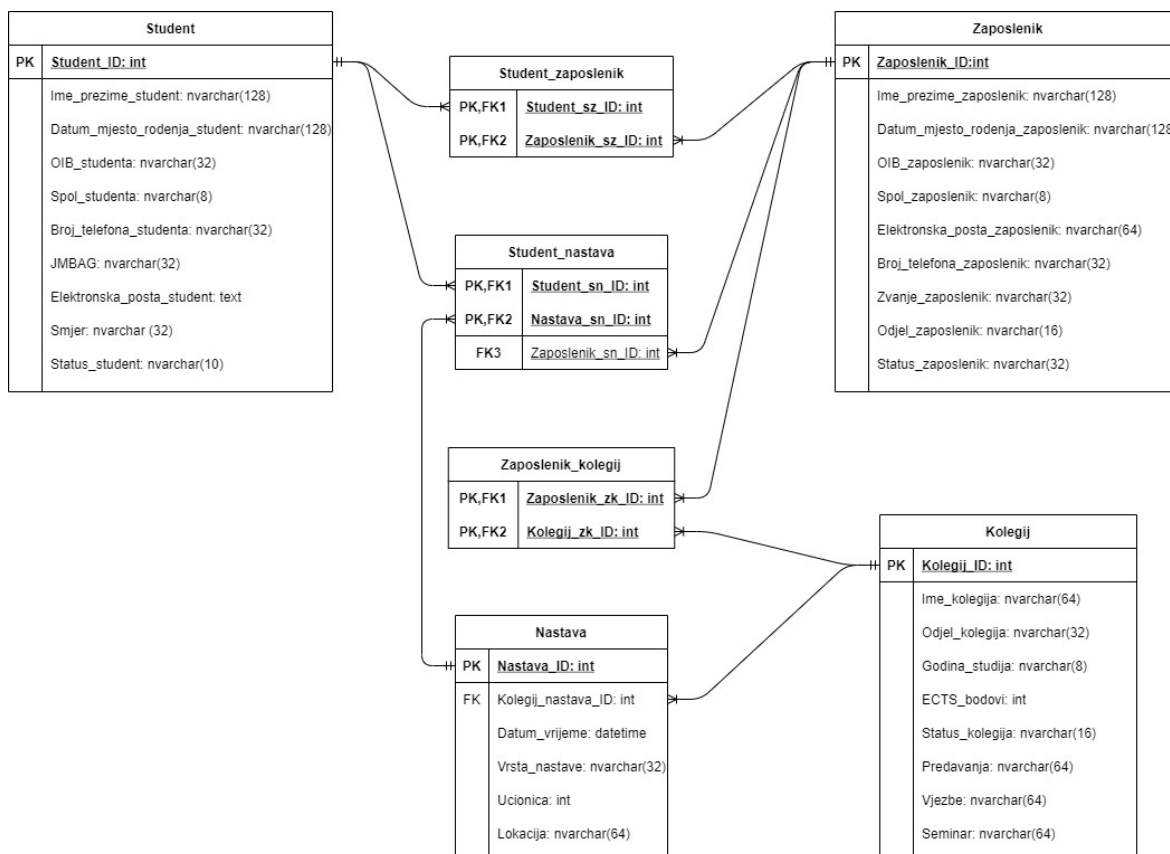 Student
PK Student_ID: int
Ime_prezime_student: nvarchar(128)
Datum_mjesto_rodenja_student: nvarchar(128)
OIB_studenta: nvarchar(32)
Spol_studenta: nvarchar(8)
Broj_telefona_studenta: nvarchar(32)
JMBAG: nvarchar(32)
Elektronska_posta_student: text
Smjer: nvarchar (32)
Status_student: nvarchar(10)
Student_zaposlenik
PK,FK1 Student_sz_ID: int
PK,FK2 Zaposlenik_sz_ID: int
Student_nastava
PK,FK1 Student_sn_ID: int
PK,FK2 Nastava_sn_ID: int
FK3 Zaposlenik_sn_ID: int
Zaposlenik_kolegij
PK,FK1 Zaposlenik_zk_ID: int
PK,FK2 Kolegij_zk_ID: int
Nastava
PK Nastava_ID: int
FK Kolegij_nastava_ID: int
Datum_vrijeme: datetime
Vrsta_nastave: nvarchar(32)
Ucionica: int
Lokacija: nvarchar(64)
Zaposlenik
PK Zaposlenik_ID:int
Ime_prezime_zaposlenik: nvarchar(128)
Datum_mjesto_rodenja_zaposlenik: nvarchar(128
OIB_zaposlenik: nvarchar(32)
Spol_zaposlenik: nvarchar(8)
Elektronska_posta_zaposlenik: nvarchar(64)
Broj_telefona_zaposlenik: nvarchar(32)
Zvanje_zaposlenik: nvarchar(32)
Odjel_zaposlenik: nvarchar(16)
Status_zaposlenik: nvarchar(32)
Kolegij
PK Kolegij_ID: int
Ime_kolegija: nvarchar(64)
Odjel_kolegija: nvarchar(32)
Godina_studija: nvarchar(8)
ECTS_bodovi: int
Status_kolegija: nvarchar(16)
Predavanja: nvarchar(64)
Vjezbe: nvarchar(64)
Seminar: nvarchar(64)